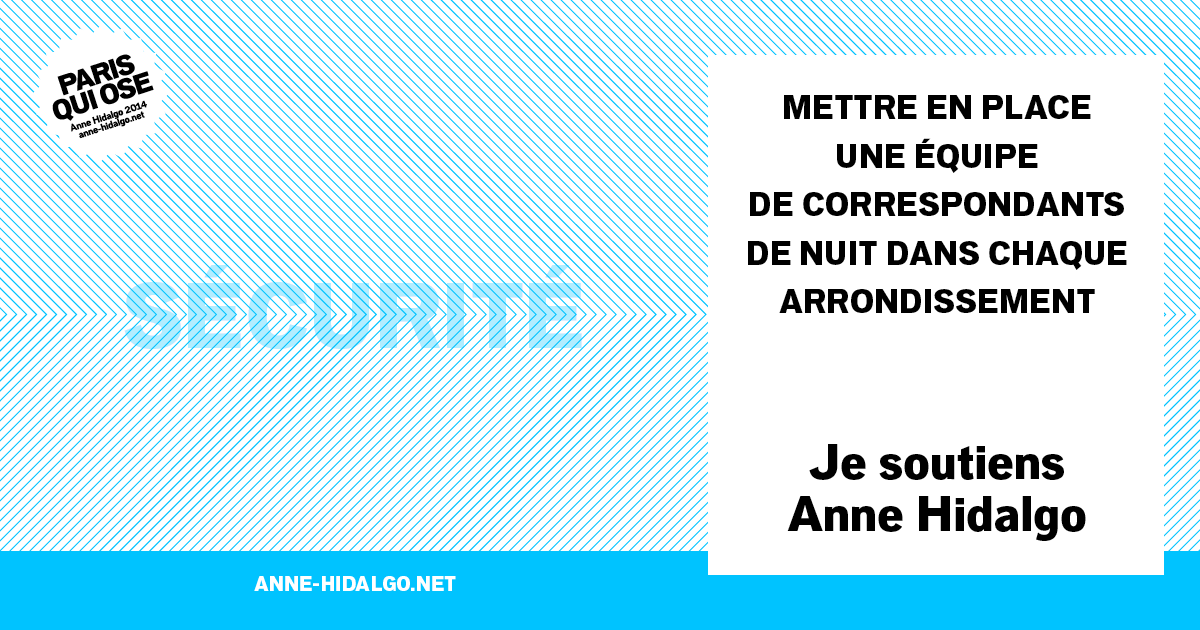 PARIS
QUI OSE
Anne Hidalgo 2014
anne-hidalgo.net
SÉCURITÉ
METTRE EN PLACE
UNE ÉQUIPE
DE CORRESPONDANTS
DE NUIT DANS CHAQUE
ARRONDISSEMENT
Je soutiens
Anne Hidalgo
ANNE-HIDALGO.NET